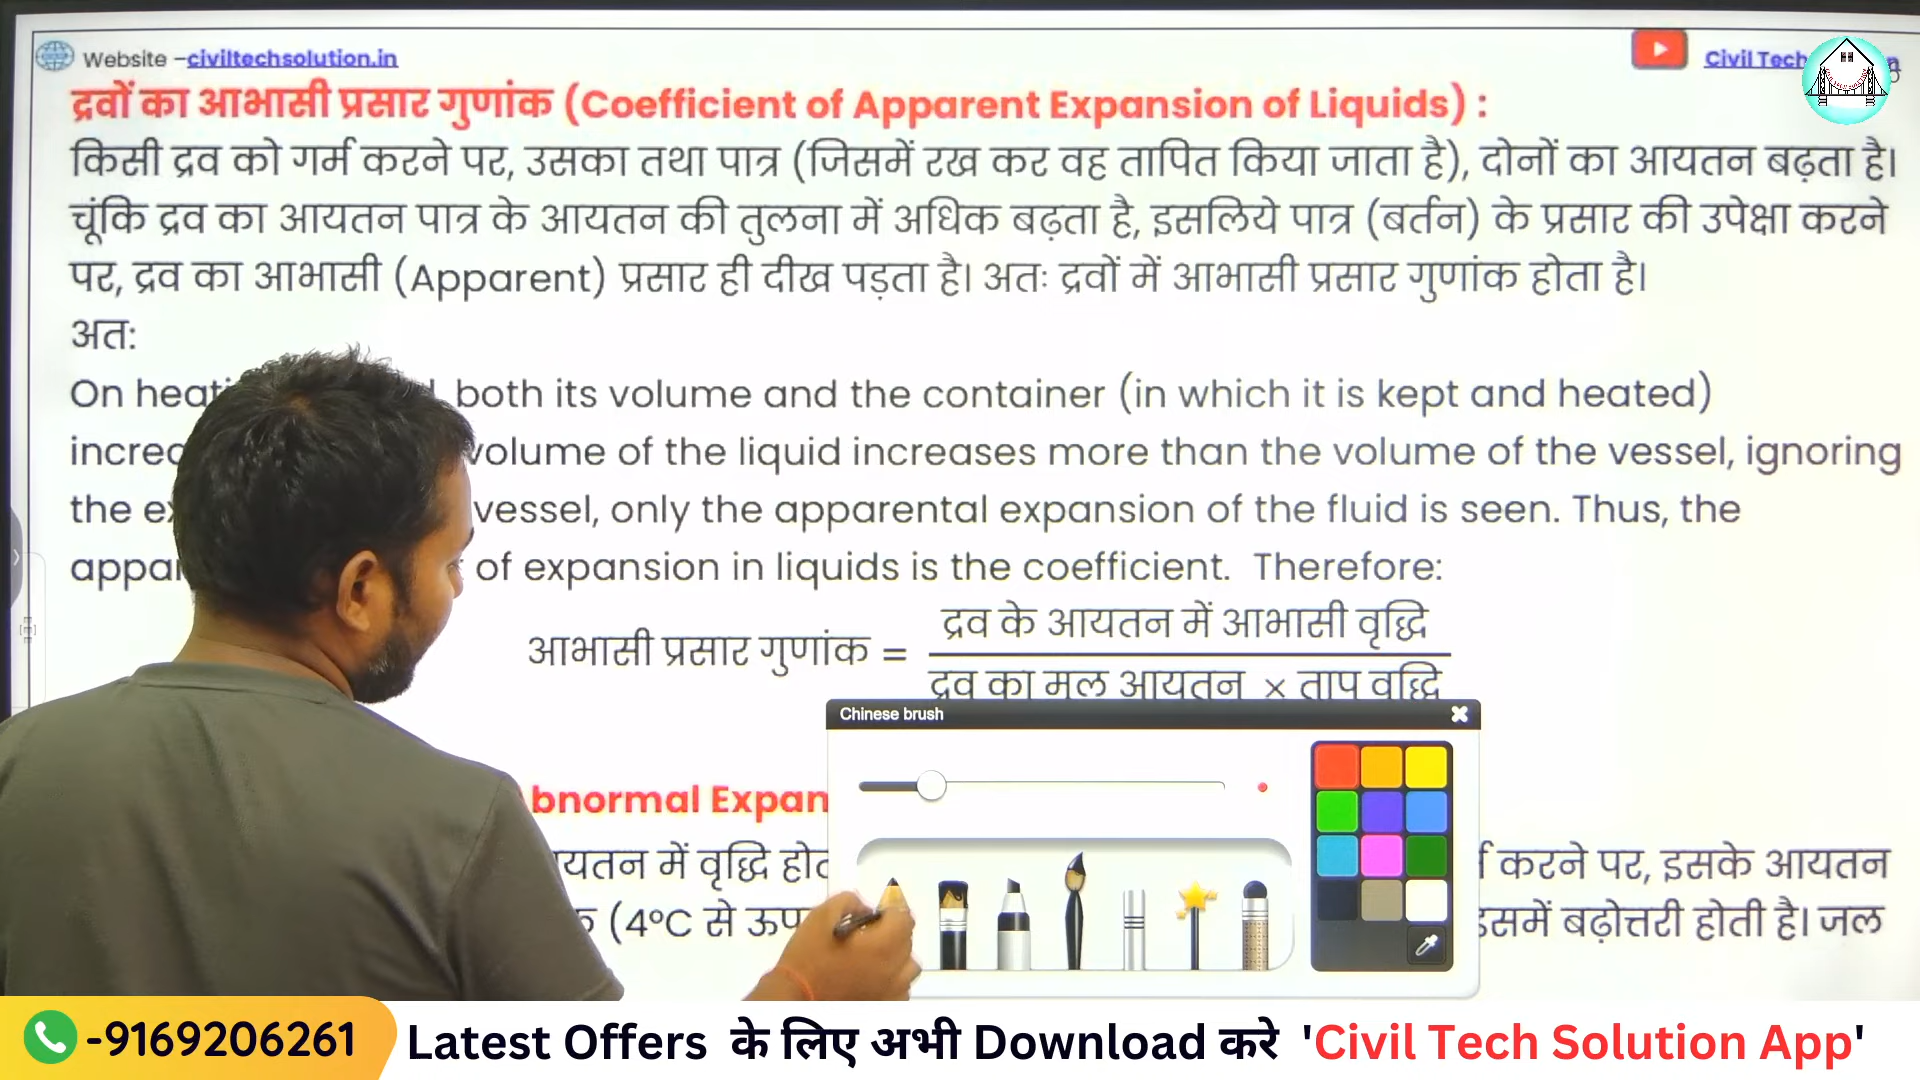 Website –civiltechsolution.in
Civil Tech
द्रवों का आभासी प्रसार गुणांक (Coefficient of Apparent Expansion of Liquids) :
किसी द्रव को गर्म करने पर, उसका तथा पात्र (जिसमें रख कर वह तापित किया जाता है), दोनों का आयतन बढ़ता है।
चूंकि द्रव का आयतन पात्र के आयतन की तुलना में अधिक बढ़ता है, इसलिये पात्र (बर्तन) के प्रसार की उपेक्षा करने
पर, द्रव का आभासी (Apparent) प्रसार ही दीख पड़ता है। अतः द्रवों में आभासी प्रसार गुणांक होता है।
अतः
On both its volume and the container (in which it is kept and heated)
volume of the liquid increases more than the volume of the vessel, ignoring
the vessel, only the apparental expansion of the fluid is seen. Thus, the
of expansion in liquids is the coefficient. Therefore:
आभासी प्रसार गुणांक = द्रव के आयतन में आभासी वृद्धि
द्रव का मूल आयतन × ताप वृद्धि
Chinese brush
bnormal Expan
में वृद्धि करने पर, इसके आयतन
(4°C से इसमें बढ़ोत्तरी होती है। जल
-9169206261
Latest Offers के लिए अभी Download करे 'Civil Tech Solution App'